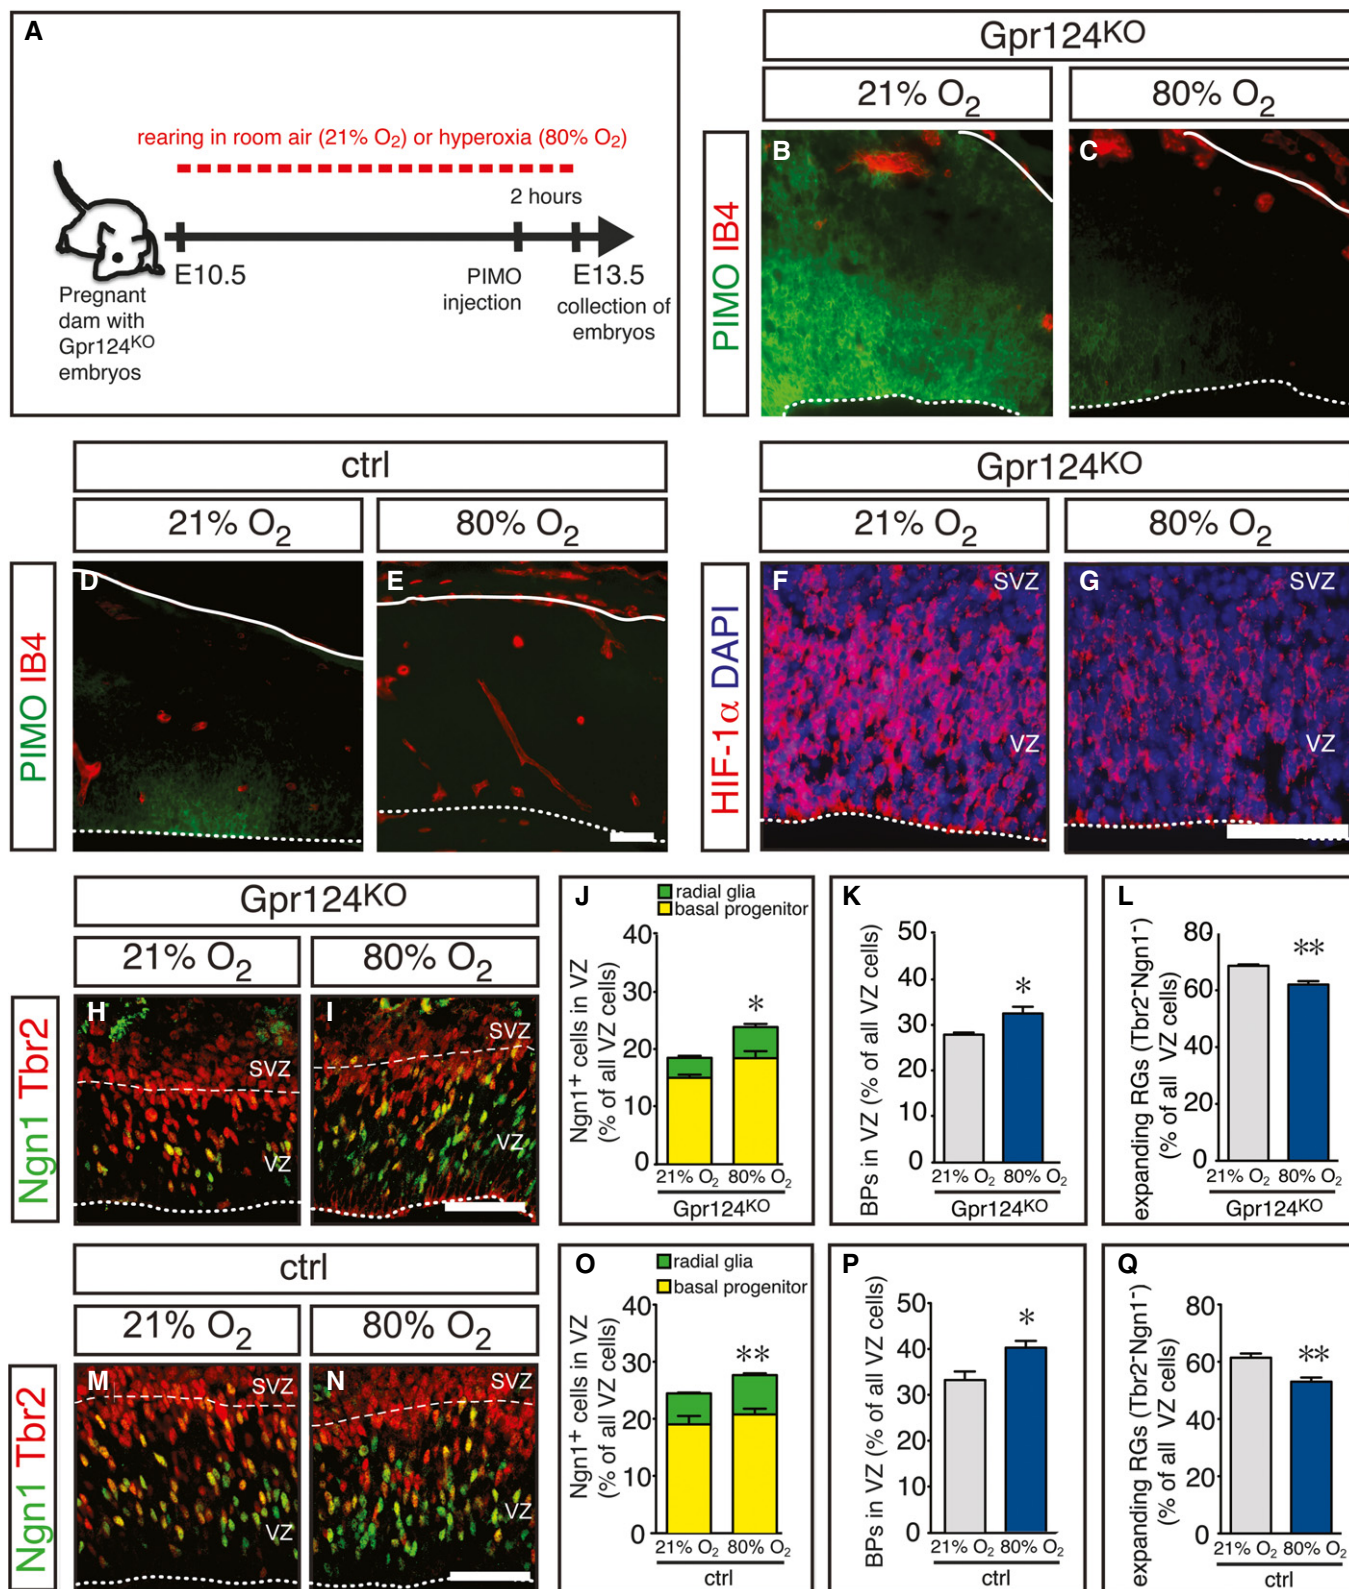 A
rearing in room air (21% O2) or hyperoxia (80% O2)
2 hours
E10.5
PIMO
injection
E13.5
collection of
embryos
Pregnant
dam with
Gpr124KO
embryos
Gpr124KO
21% O2
80% O2
PIMO IB4
B
C
ctrl
21% O2
80% O2
PIMO IB4
D
E
Gpr124KO
21% O2
80% O2
HIF-1α DAPI
F
SVZ
VZ
G
SVZ
VZ
Gpr124KO
21% O2
80% O2
Ngn1 Tbr2
H
SVZ
VZ
I
SVZ
VZ
J
radial glia
basal progenitor
Ngn1+ cells in VZ
(% of all VZ cells)
40
30
20
10
0
*
21% O2
80% O2
Gpr124KO
K
BPs in VZ (% of all VZ cells)
50
40
30
20
10
0
*
21% O2
80% O2
Gpr124KO
L
expanding RGs (Tbr2-Ngn1-)
(% of all VZ cells)
80
60
40
20
0
**
21% O2
80% O2
Gpr124KO
ctrl
21% O2
80% O2
Ngn1 Tbr2
M
SVZ
VZ
N
SVZ
VZ
O
radial glia
basal progenitor
Ngn1+ cells in VZ
(% of all VZ cells)
40
30
20
10
0
**
21% O2
80% O2
ctrl
P
BPs in VZ (% of all VZ cells)
50
40
30
20
10
0
*
21% O2
80% O2
ctrl
Q
expanding RGs (Tbr2-Ngn1-)
(% of all VZ cells)
80
60
40
20
0
**
21% O2
80% O2
ctrl